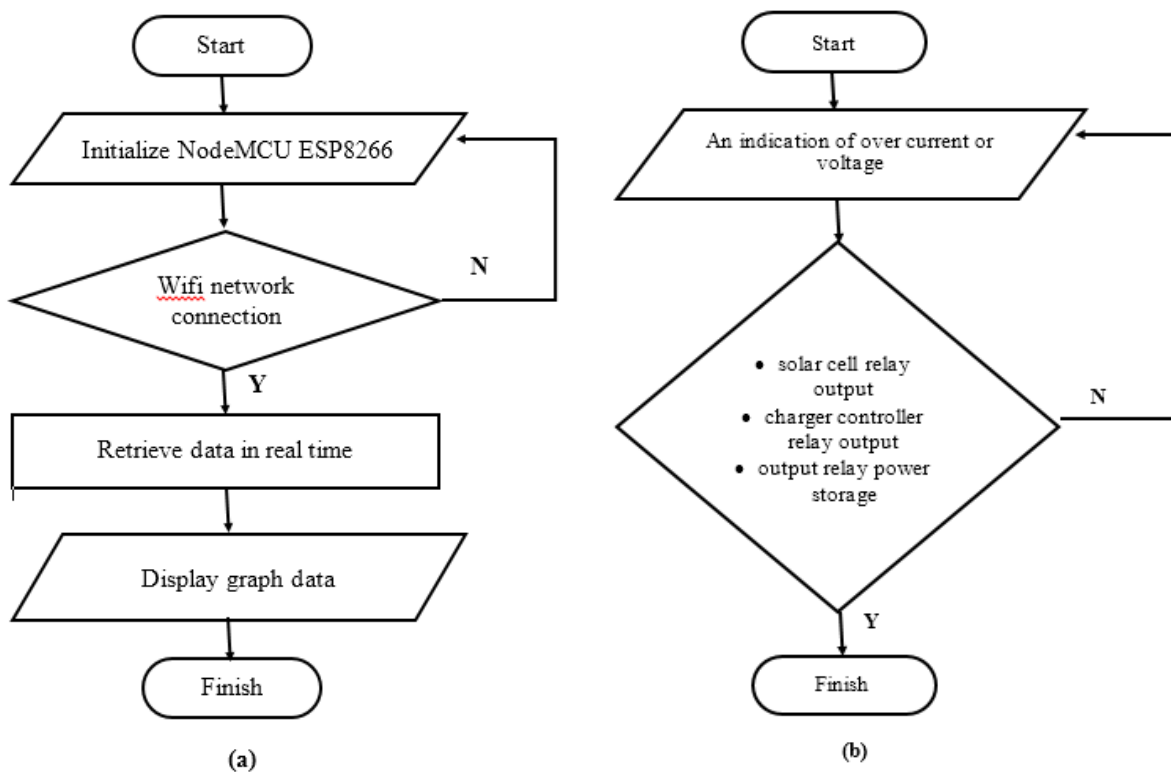 Start
Initialize NodeMCU ESP8266
Wifi network
connection
N
Y
Retrieve data in real time
Display graph data
Finish
(a)
Start
An indication of over current or
voltage
• solar cell relay
output
• charger controller
relay output
• output relay power
storage
N
Y
Finish
(b)